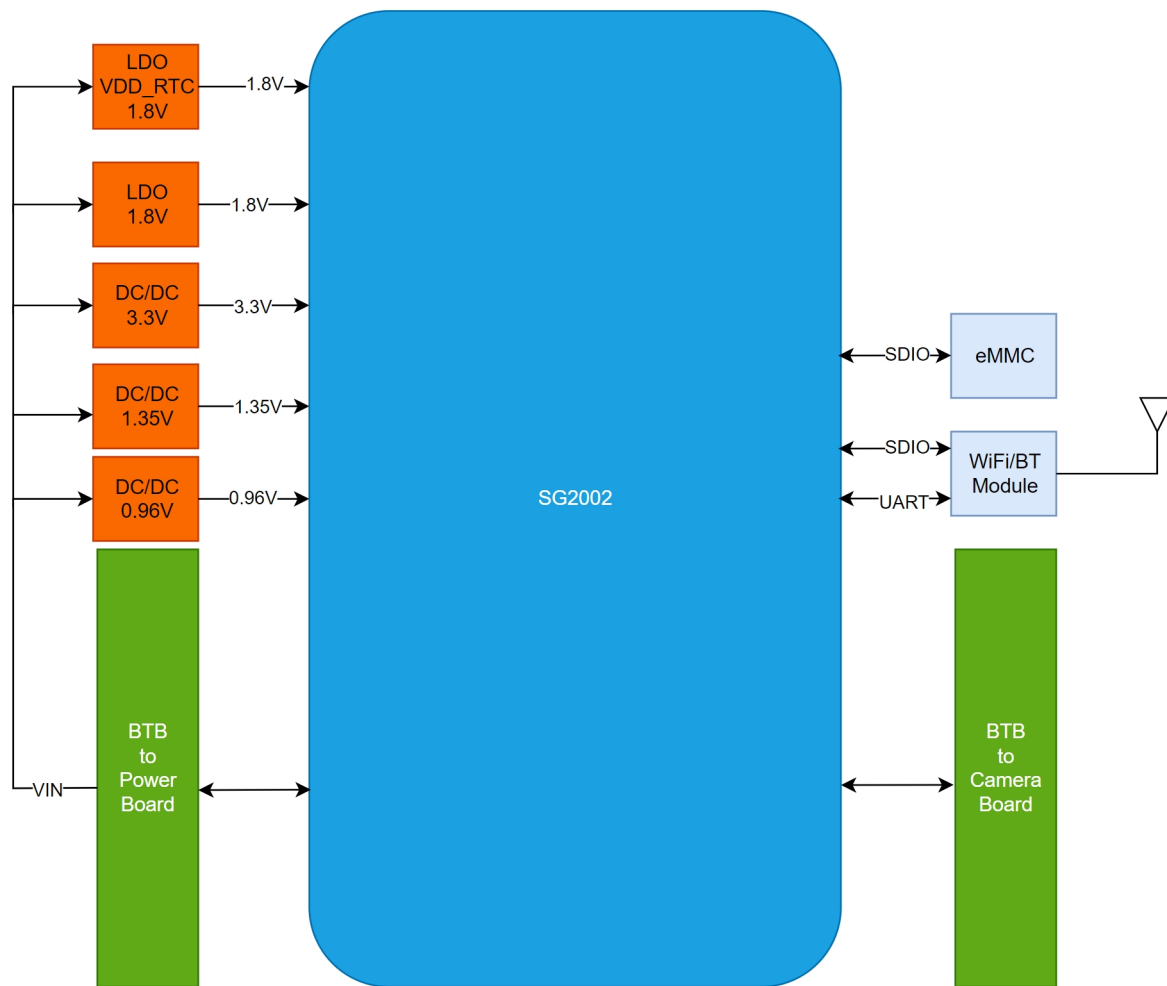 LDO
VDD_RTC
1.8V
1.8V
LDO
1.8V
1.8V
DC/DC
3.3V
3.3V
DC/DC
1.35V
1.35V
DC/DC
0.96V
0.96V
BTB
to
Power
Board
VIN
SG2002
SDIO
eMMC
SDIO
UART
WiFi/BT
Module
BTB
to
Camera
Board